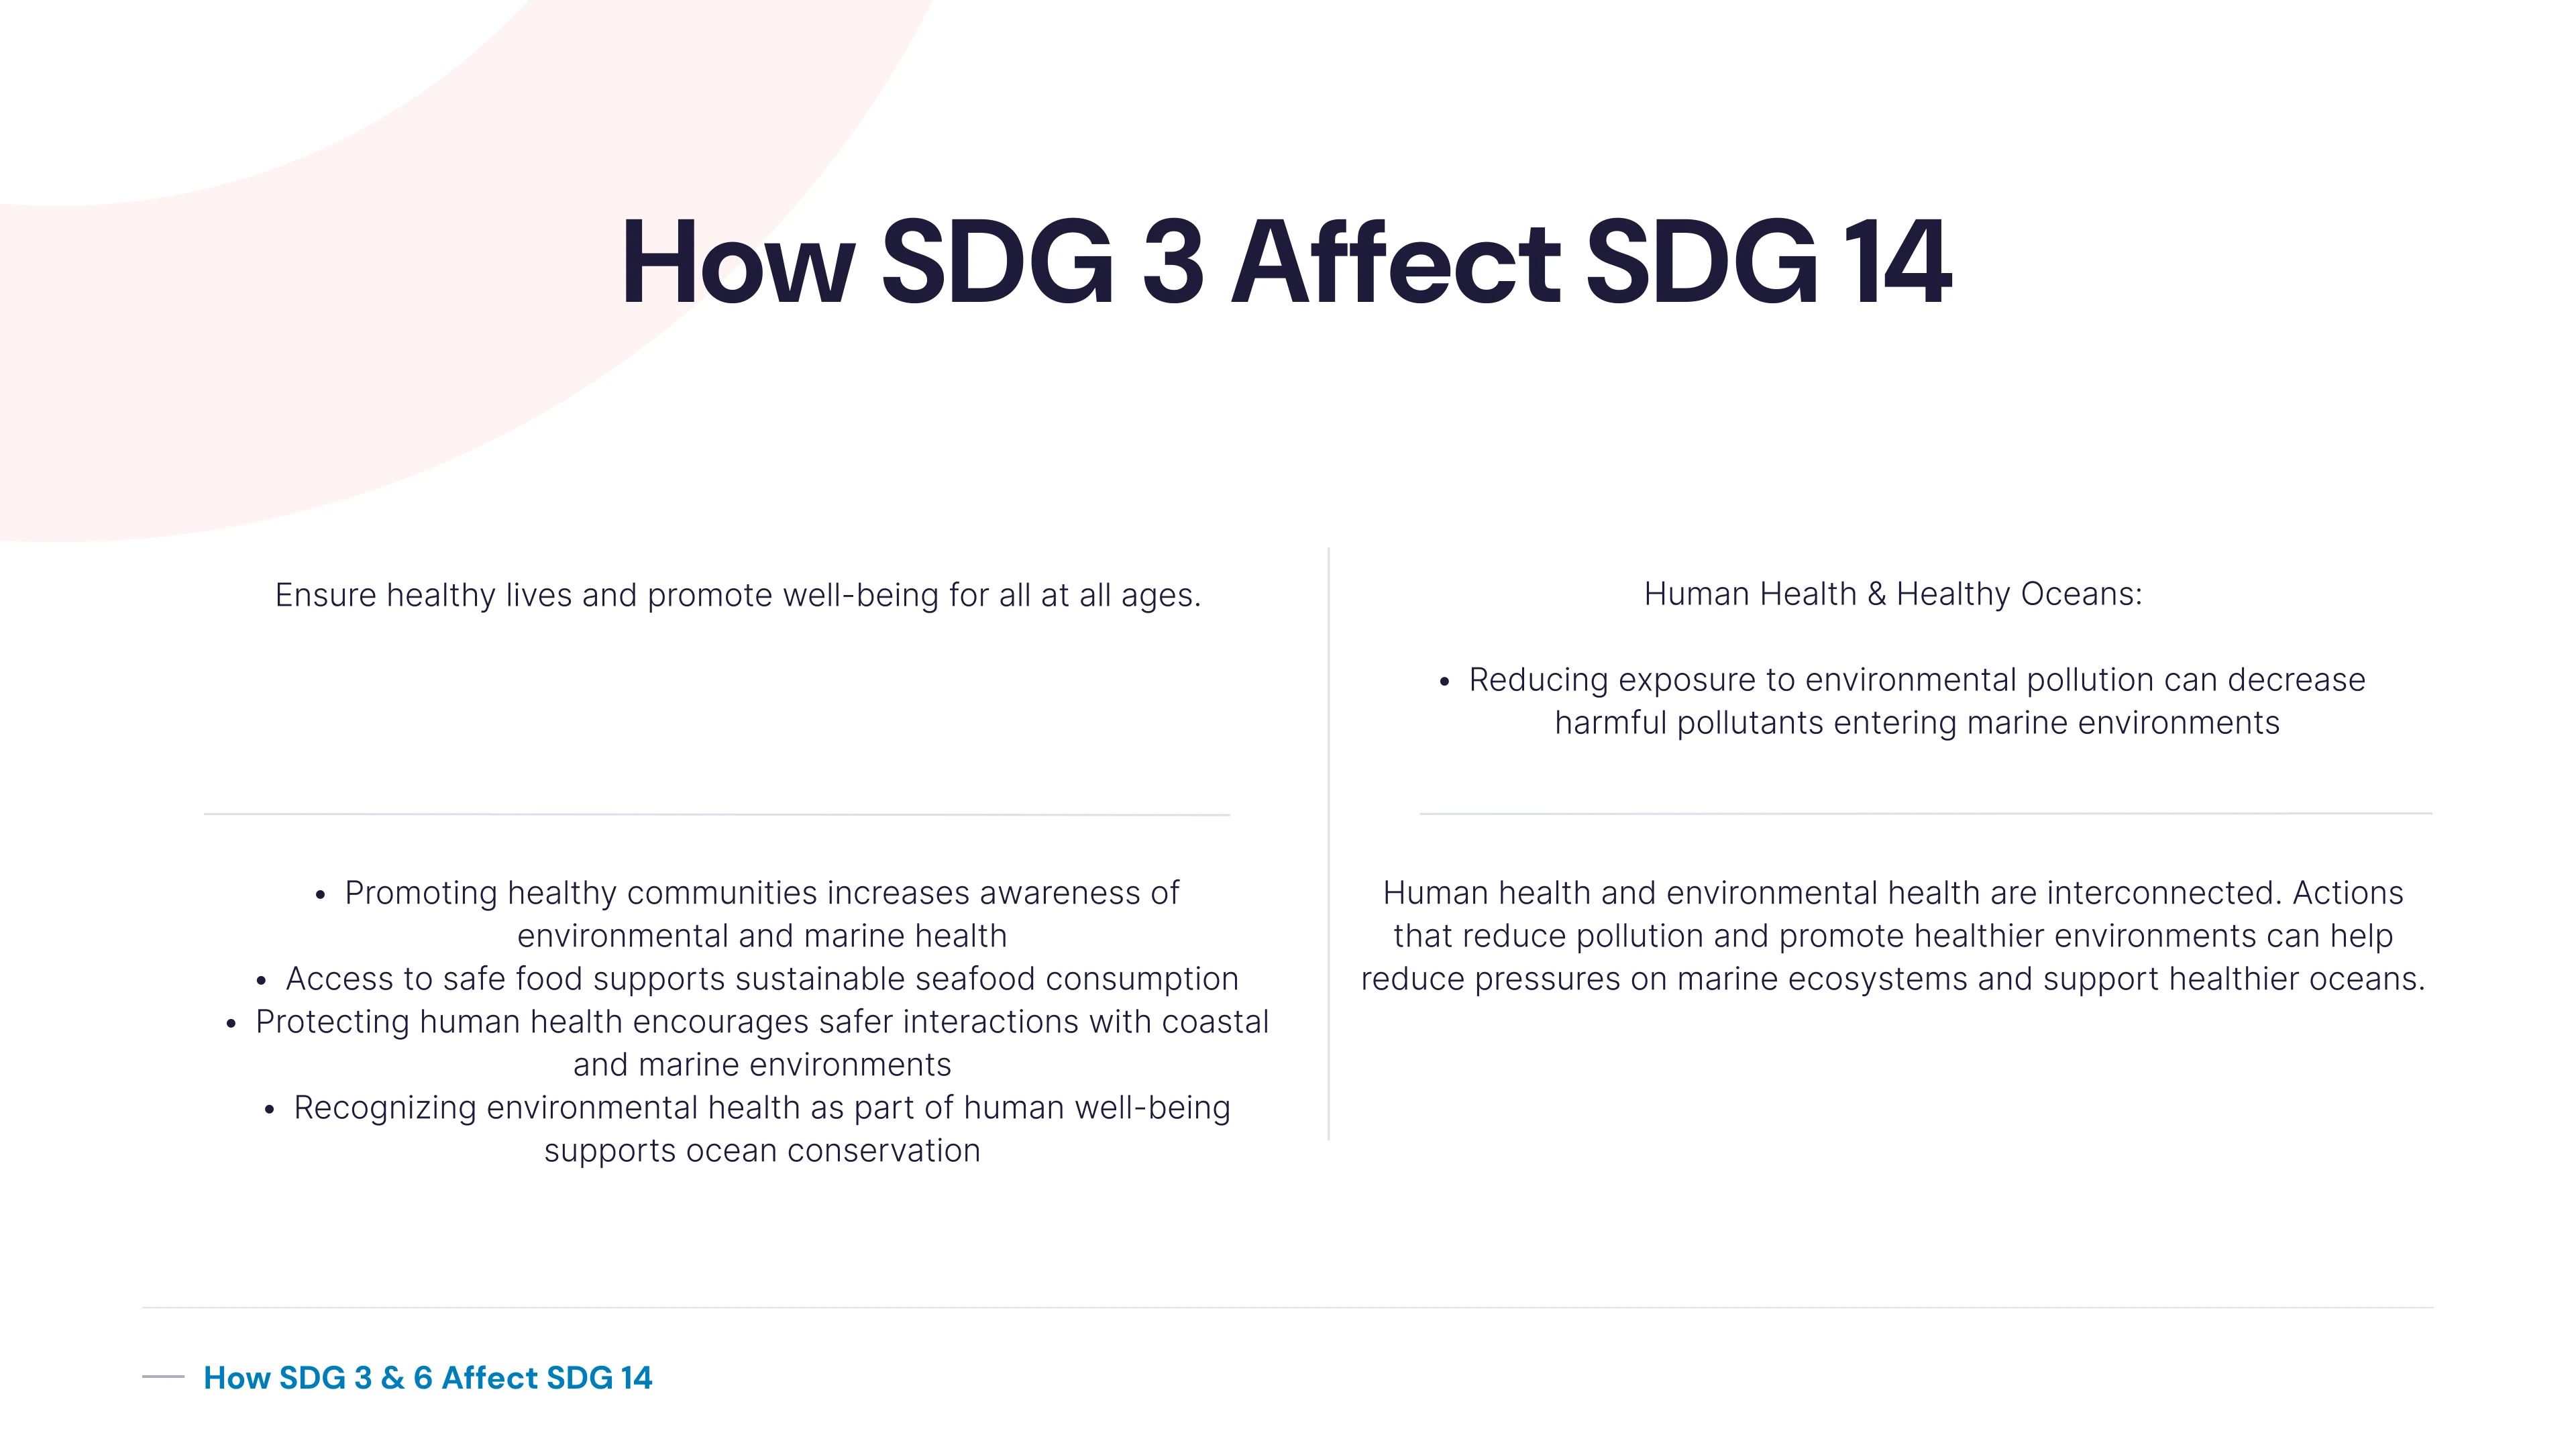 How SDG 3 Affect SDG 14
Ensure healthy lives and promote well-being for all at all ages.
Human Health & Healthy Oceans:
• Reducing exposure to environmental pollution can decrease
harmful pollutants entering marine environments
• Promoting healthy communities increases awareness of
environmental and marine health
• Access to safe food supports sustainable seafood consumption
• Protecting human health encourages safer interactions with coastal
and marine environments
• Recognizing environmental health as part of human well-being
supports ocean conservation
Human health and environmental health are interconnected. Actions
that reduce pollution and promote healthier environments can help
reduce pressures on marine ecosystems and support healthier oceans.
How SDG 3 & 6 Affect SDG 14